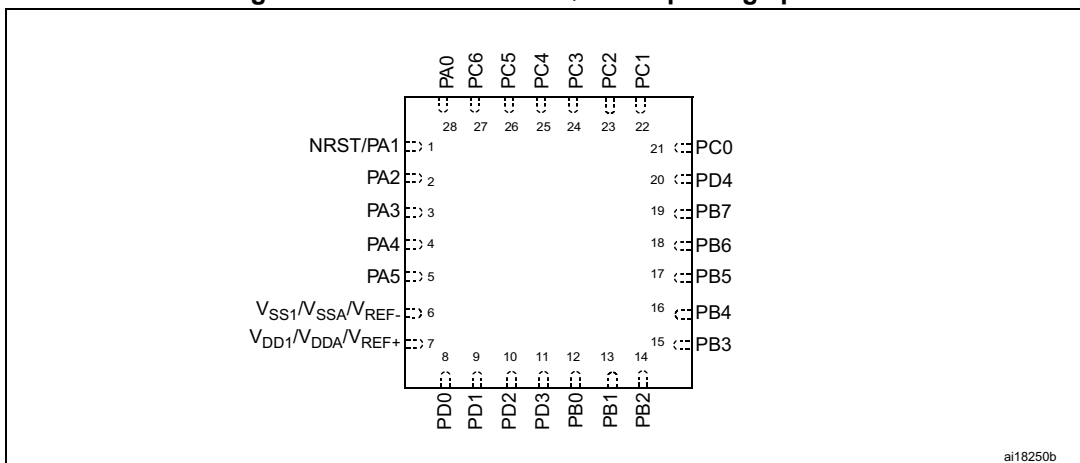 PA0 PC6 PC5 PC4 PC3 PC2 PC1
28 27 26 25 24 23 22
NRST/PA1 1 21 PC0
PA2 2 20 PD4
PA3 3 19 PB7
PA4 4 18 PB6
PA5 5 17 PB5
VSS1/VSSA/VREF- 6 16 PB4
VDD1/VDDA/VREF+ 7 15 PB3
8 9 10 11 12 13 14
PD0 PD1 PD2 PD3 PB0 PB1 PB2
ai18250b